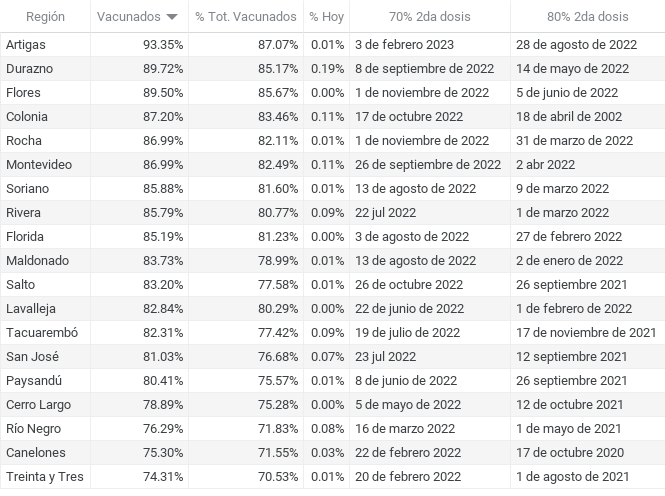 Región Vacunados % Tot. Vacunados % Hoy 70% 2da dosis 80% 2da dosis
Artigas 93.35% 87.07% 0.01% 3 de febrero 2023 28 de agosto de 2022
Durazno 89.72% 85.17% 0.19% 8 de septiembre de 2022 14 de mayo de 2022
Flores 89.50% 85.67% 0.00% 1 de noviembre de 2022 5 de junio de 2022
Colonia 87.20% 83.46% 0.11% 17 de octubre 2022 18 de abril de 2002
Rocha 86.99% 82.11% 0.01% 1 de noviembre de 2022 31 de marzo de 2022
Montevideo 86.99% 82.49% 0.11% 26 de septiembre de 2022 2 abr 2022
Soriano 85.88% 81.60% 0.01% 13 de agosto de 2022 9 de marzo 2022
Rivera 85.79% 80.77% 0.09% 22 jul 2022 1 de marzo 2022
Florida 85.19% 81.23% 0.00% 3 de agosto de 2022 27 de febrero 2022
Maldonado 83.73% 78.99% 0.01% 13 de agosto de 2022 2 de enero de 2022
Salto 83.20% 77.58% 0.01% 26 de octubre 2022 26 septiembre 2021
Lavalleja 82.84% 80.29% 0.00% 22 de junio de 2022 1 de febrero de 2022
Tacuarembó 82.31% 77.42% 0.09% 19 de julio de 2022 17 de noviembre de 2021
San José 81.03% 76.68% 0.07% 23 jul 2022 12 septiembre 2021
Paysandú 80.41% 75.57% 0.01% 8 de junio de 2022 26 septiembre 2021
Cerro Largo 78.89% 75.28% 0.00% 5 de mayo de 2022 12 de octubre 2021
Río Negro 76.29% 71.83% 0.08% 16 de marzo 2022 1 de mayo de 2021
Canelones 75.30% 71.55% 0.03% 22 de febrero 2022 17 de octubre 2020
Treinta y Tres 74.31% 70.53% 0.01% 20 de febrero 2022 1 de agosto de 2021